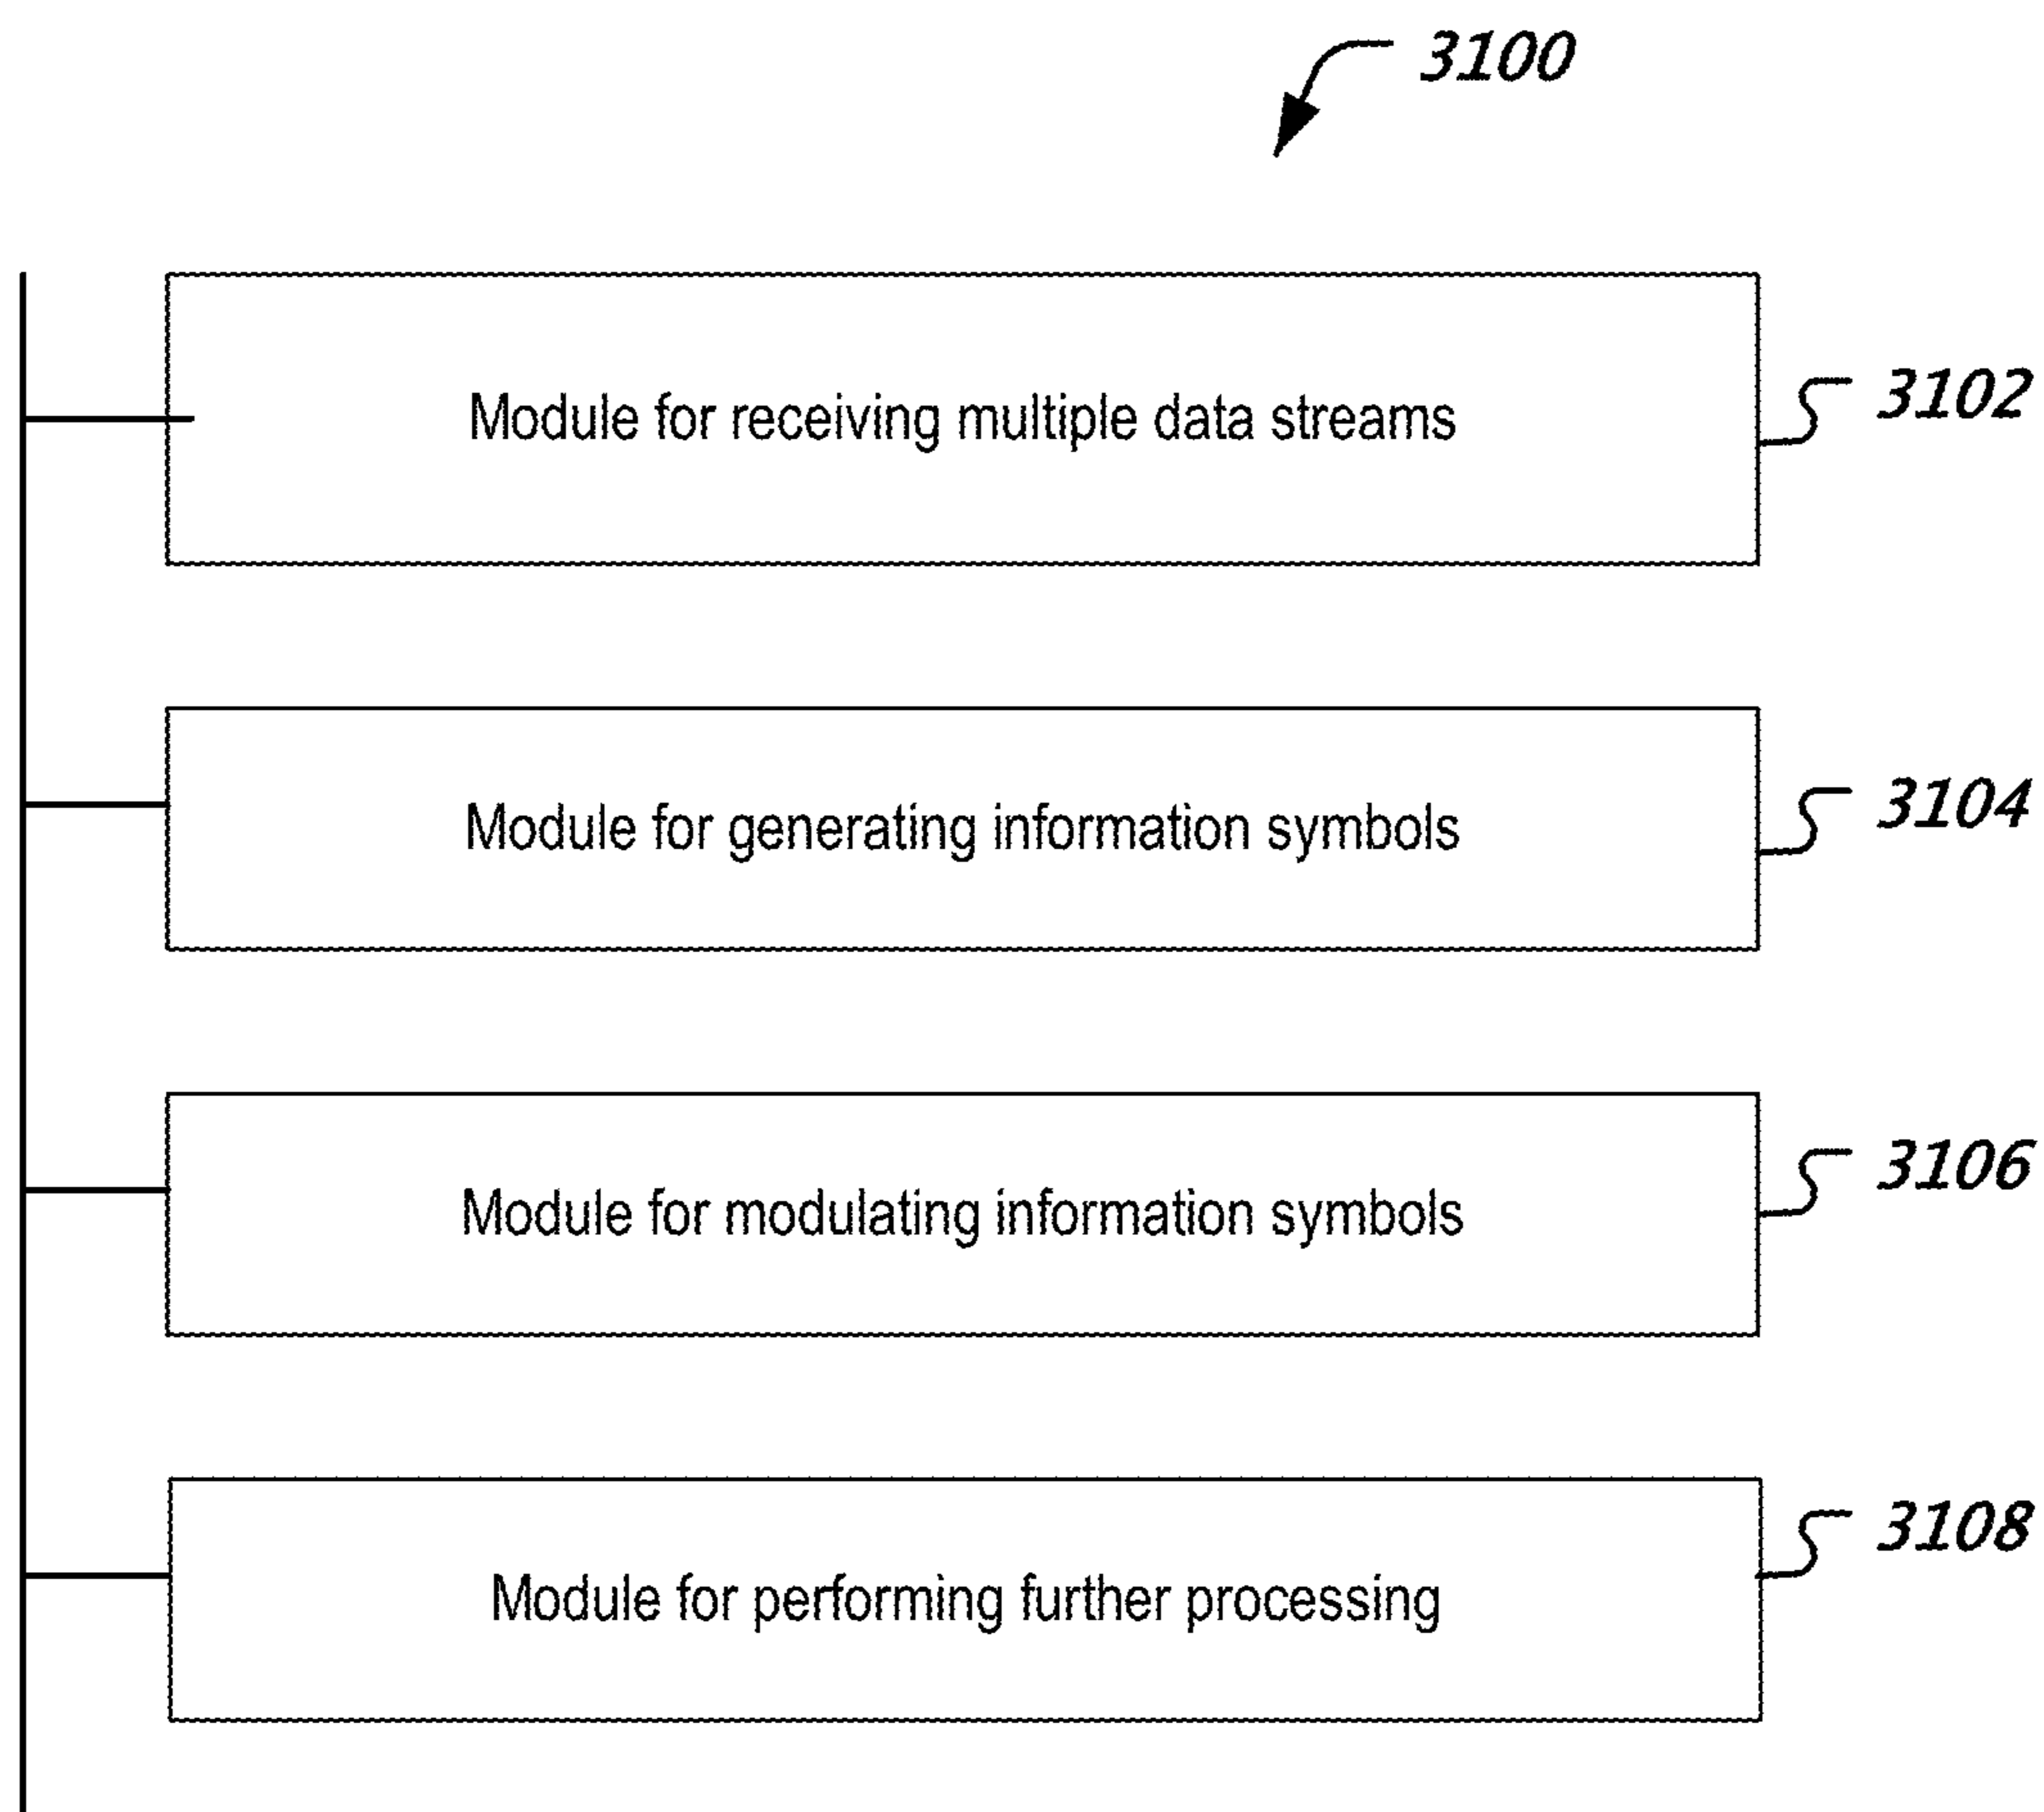 3100
Module for receiving multiple data streams
3102
Module for generating information symbols
3104
Module for modulating information symbols
3106
Module for performing further processing
3108